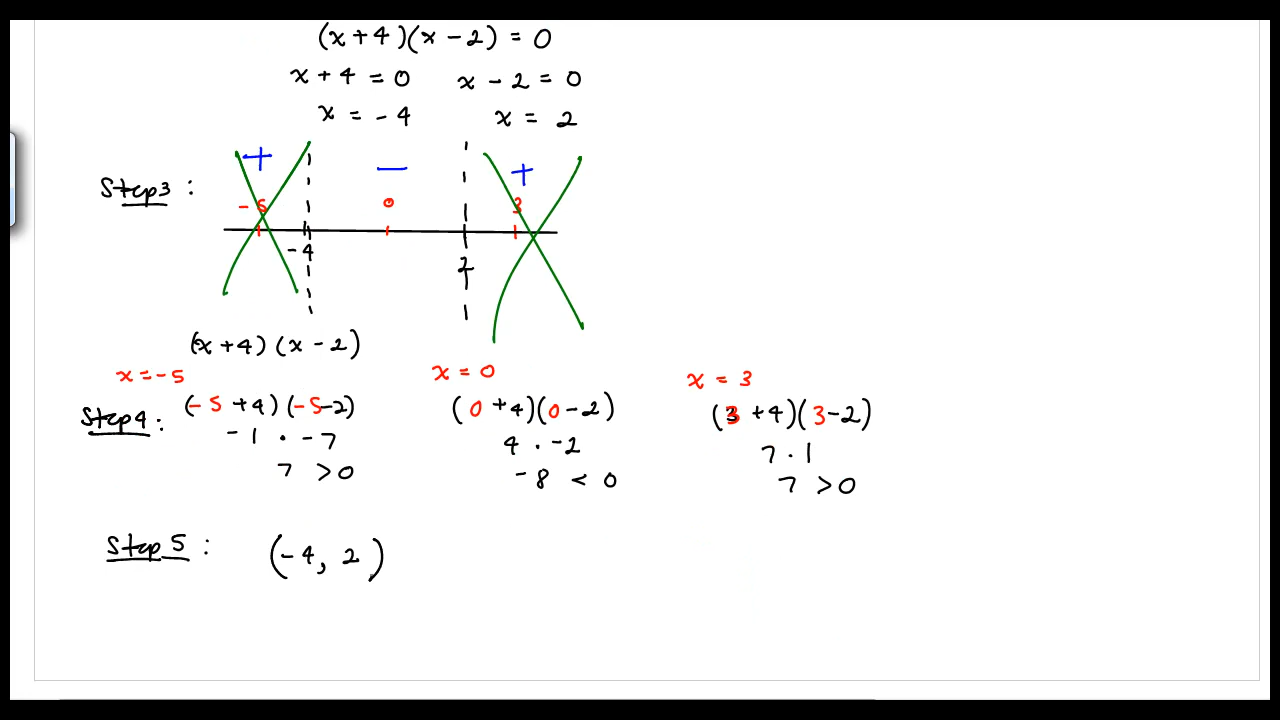 (x+4)(x-2) = 0
x+4 = 0 x - 2 = 0
x = -4 x = 2
+ − +
Step3 :
-5 0 3
-4 2
(x+4)(x-2)
x=-5 x=0 x = 3
Step4 : (-5+4)(-5-2) (0+4)(0-2) (3+4)(3-2)
-1 · -7 4 · -2 7 · 1
7 >0 -8 < 0 7 >0
Step 5 : (-4, 2)